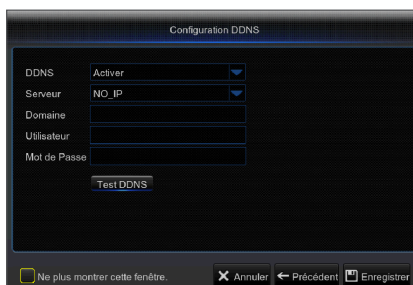 Configuration DDNS
DDNS Activer
Serveur NO_IP
Domaine
Utilisateur
Mot de Passe
Test DDNS
Ne plus montrer cette fenêtre. Annuler Précédent Enregistrer